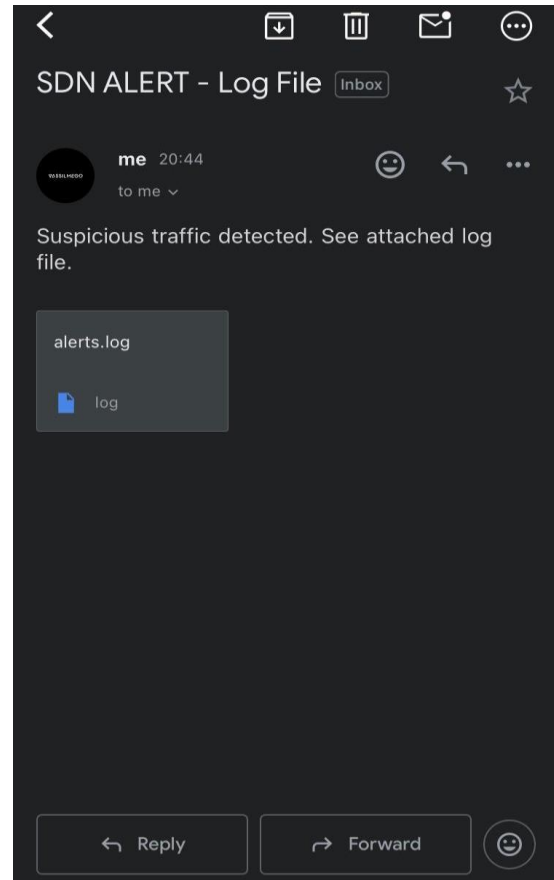 SDN ALERT - Log File Inbox
me 20:44
to me
Suspicious traffic detected. See attached log
file.
alerts.log
log
Reply
Forward